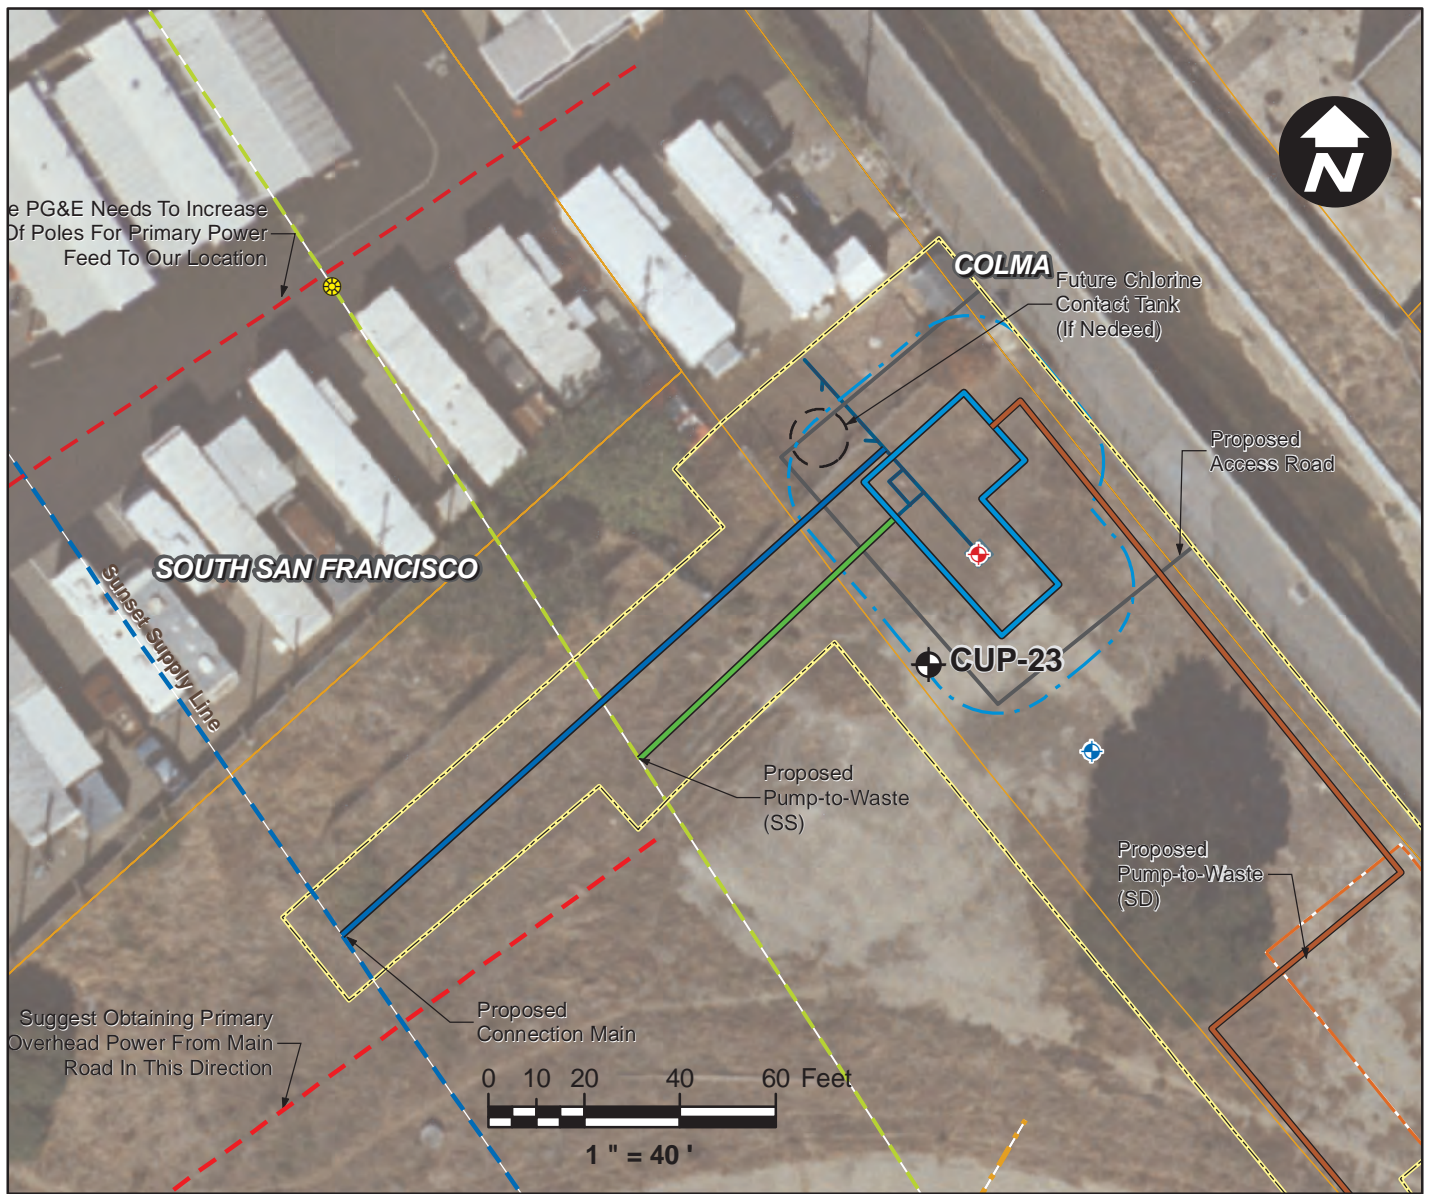 N
e PG&E Needs To Increase
Of Poles For Primary Power
Feed To Our Location
COLMA
Future Chlorine
Contact Tank
(If Nedeed)
Proposed
Access Road
SOUTH SAN FRANCISCO
Sunset Supply Line
CUP-23
Proposed
Pump-to-Waste
(SS)
Proposed
Pump-to-Waste
(SD)
Suggest Obtaining Primary
Overhead Power From Main
Road In This Direction
Proposed
Connection Main
0 10 20 40 60 Feet
1 " = 40 '